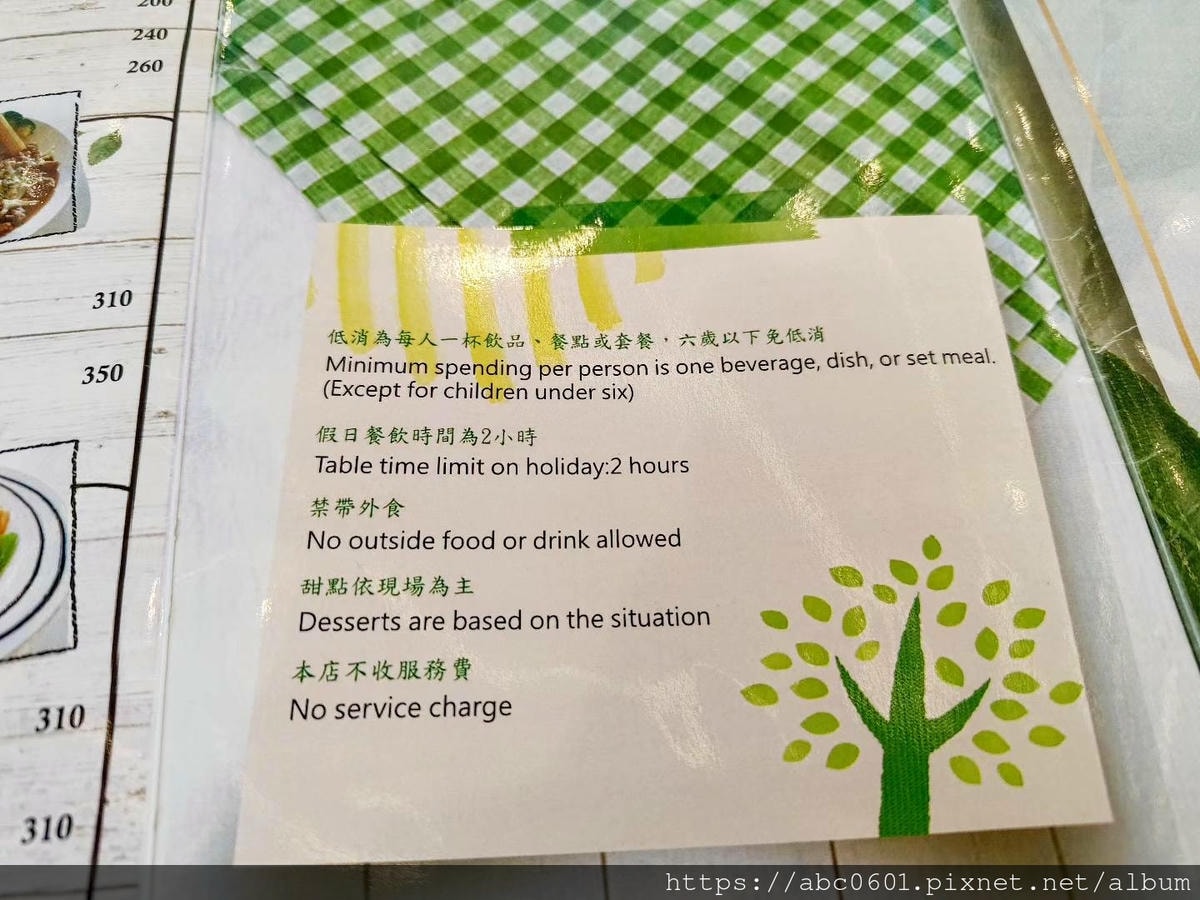 200
240
260
310
350
310
310
低消為每人一杯飲品、餐點或套餐，六歲以下免低消
Minimum spending per person is one beverage, dish, or set meal.
(Except for children under six)
假日餐飲時間為2小時
Table time limit on holiday:2 hours
禁帶外食
No outside food or drink allowed
甜點依現場為主
Desserts are based on the situation
本店不收服務費
No service charge
https://abc0601.pixnet.net/album